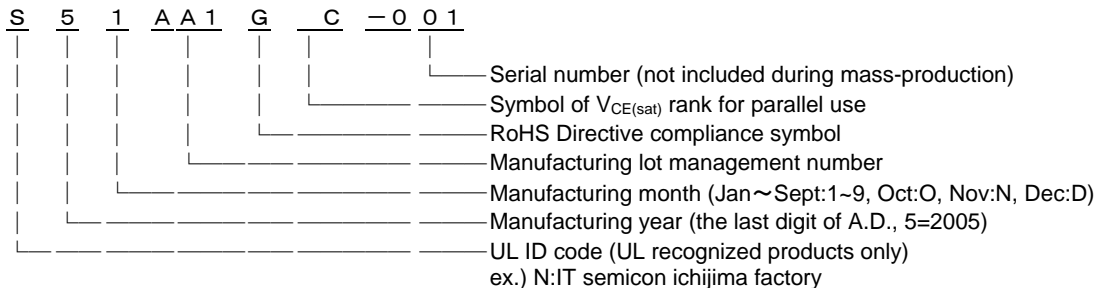 S 5 1 A A 1 G C －0 0 1
Serial number (not included during mass-production)
Symbol of VCE(sat) rank for parallel use
RoHS Directive compliance symbol
Manufacturing lot management number
Manufacturing month (Jan～Sept:1~9, Oct:O, Nov:N, Dec:D)
Manufacturing year (the last digit of A.D., 5=2005)
UL ID code (UL recognized products only)
ex.) N:IT semicon ichijima factory